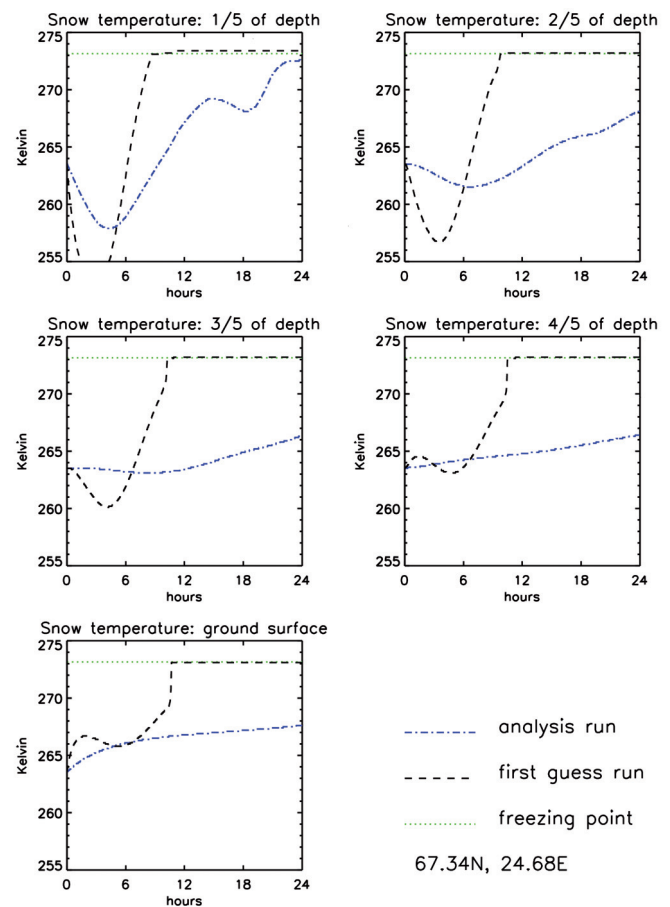 Snow temperature: 1/5 of depth
275
270
265
260
255
Kelvin
0 6 12 18 24
hours
Snow temperature: 2/5 of depth
275
270
265
260
255
Kelvin
0 6 12 18 24
hours
Snow temperature: 3/5 of depth
275
270
265
260
255
Kelvin
0 6 12 18 24
hours
Snow temperature: 4/5 of depth
275
270
265
260
255
Kelvin
0 6 12 18 24
hours
Snow temperature: ground surface
275
270
265
260
255
Kelvin
0 6 12 18 24
hours
analysis run
first guess run
freezing point
67.34N, 24.68E